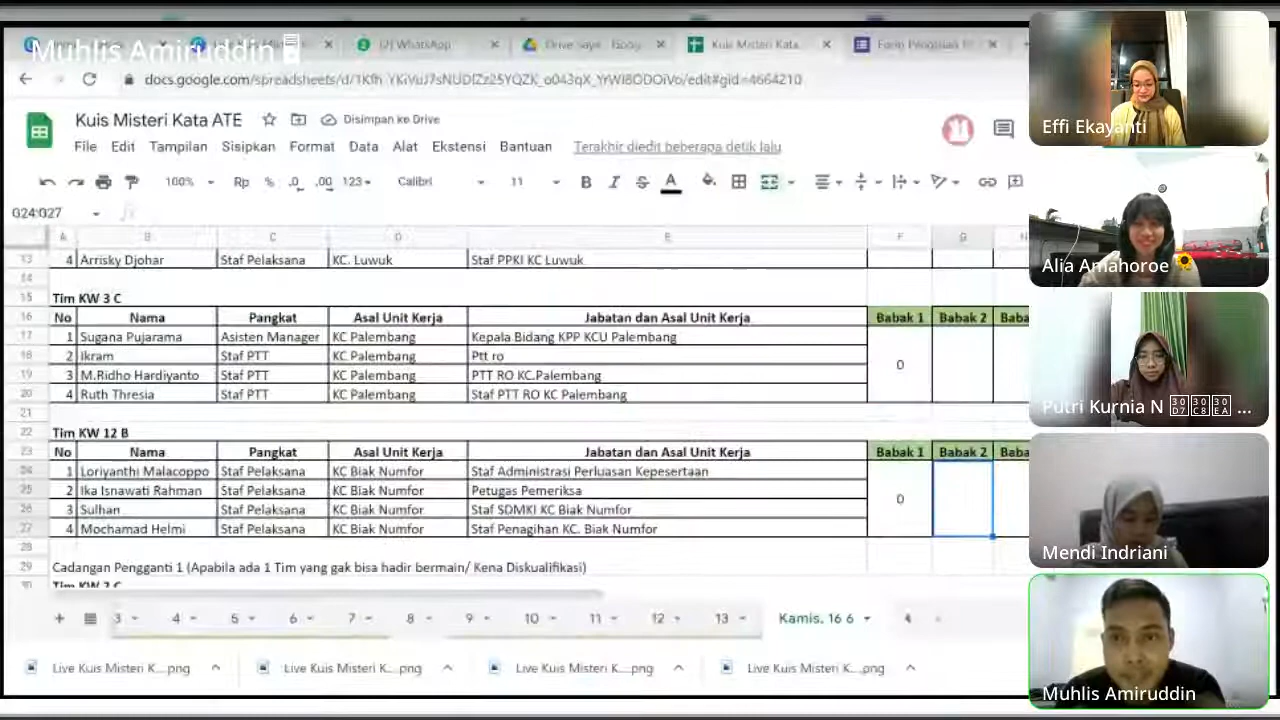 Muhlis Amiruddin
(2) WhatsApp
Drive saya - Goog
Kuis Misteri Kata
Form Pengisian
Kuis Misteri Kata ATE
Disimpan ke Drive
File Edit Tampilan Sisipkan Format Data Alat Ekstensi Bantuan Terakhir diedit beberapa detik lalu
100% Rp % .0 .00 123 Calibri 11 B I S A
G24:G27
A B C D E F G H
13 4 Arrisky Djohar Staf Pelaksana KC. Luwuk Staf PPKI KC Luwuk
14
15 Tim KW 3 C
16 No Nama Pangkat Asal Unit Kerja Jabatan dan Asal Unit Kerja Babak 1 Babak 2 Baba
17 1 Sugana Pujarama Asisten Manager KC Palembang Kepala Bidang KPP KCU Palembang
18 2 Ikram Staf PTT KC Palembang Ptt ro 0
19 3 M.Ridho Hardiyanto Staf PTT KC Palembang PTT RO KC.Palembang
20 4 Ruth Thresia Staf PTT KC Palembang Staf PTT RO KC Palembang
21
22 Tim KW 12 B
23 No Nama Pangkat Asal Unit Kerja Jabatan dan Asal Unit Kerja Babak 1 Babak 2 Baba
24 1 Loriyanthi Malacoppo Staf Pelaksana KC Biak Numfor Staf Administrasi Perluasan Kepesertaan
25 2 Ika Isnawati Rahman Staf Pelaksana KC Biak Numfor Petugas Pemeriksa 0
26 3 Sulhan Staf Pelaksana KC Biak Numfor Staf SDMKI KC Biak Numfor
27 4 Mochamad Helmi Staf Pelaksana KC Biak Numfor Staf Penagihan KC. Biak Numfor
28
29 Cadangan Pengganti 1 (Apabila ada 1 Tim yang gak bisa hadir bermain/ Kena Diskualifikasi)
30 Tim KW 2 C
+ 3 4 5 6 7 8 9 10 11 12 13 Kamis. 16 6
Live Kuis Misteri K....png Live Kuis Misteri K....png Live Kuis Misteri K....png Live Kuis Misteri K....png
Effi Ekayanti
Alia Amahoroe 🌻
Putri Kurnia N ...
Mendi Indriani
Muhlis Amiruddin